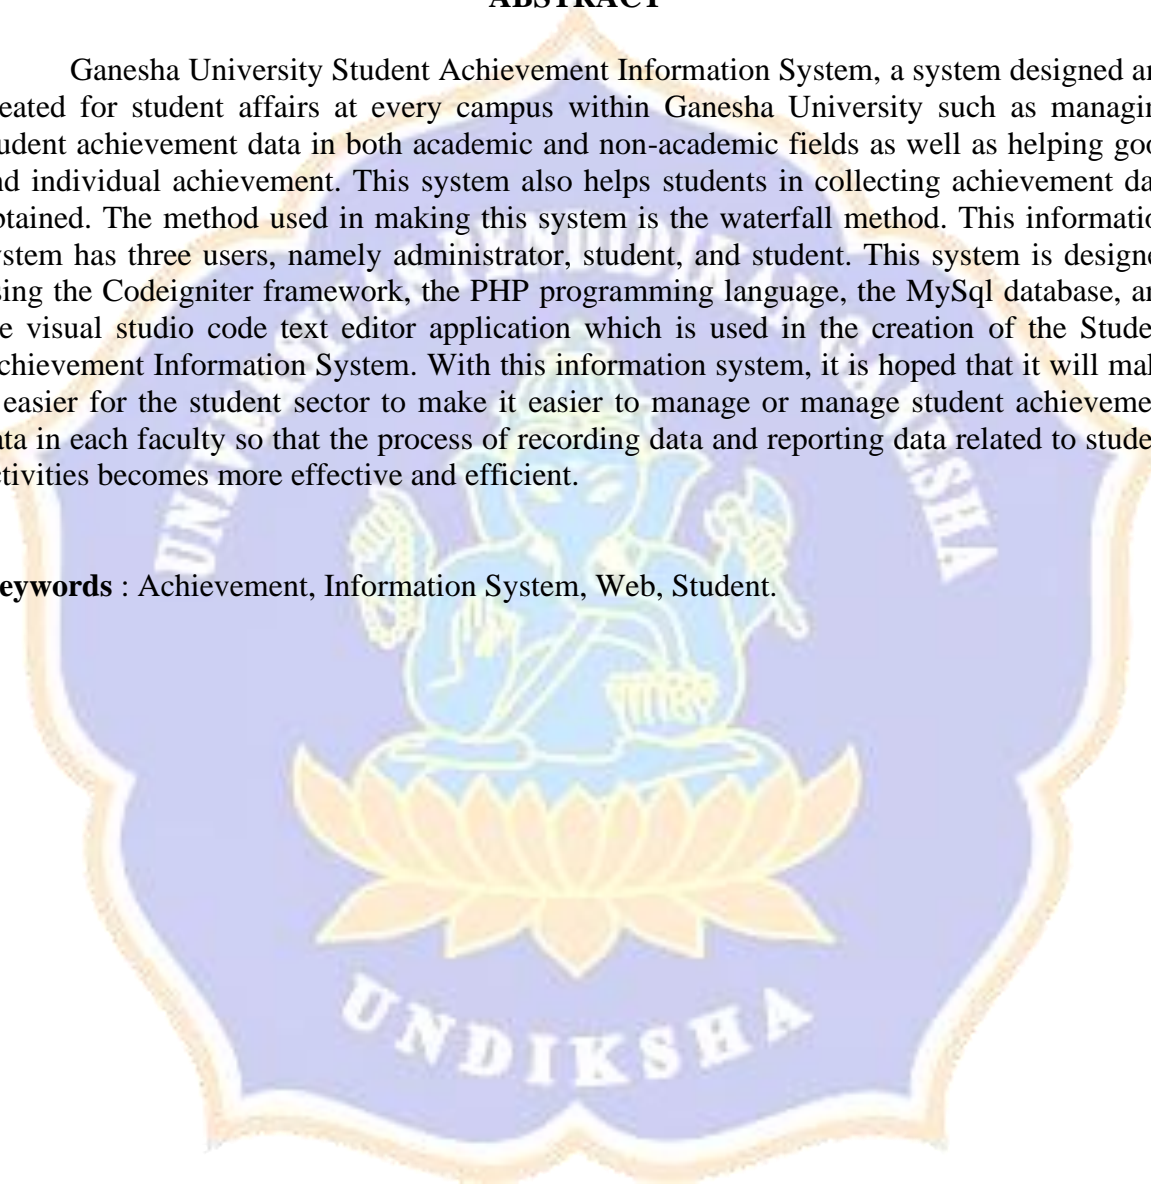 ABSTRACT
Ganesha University Student Achievement Information System, a system designed an
eated for student affairs at every campus within Ganesha University such as managin
udent achievement data in both academic and non-academic fields as well as helping goo
nd individual achievement. This system also helps students in collecting achievement da
btained. The method used in making this system is the waterfall method. This informatio
ystem has three users, namely administrator, student, and student. This system is designe
sing the Codeigniter framework, the PHP programming language, the MySql database, an
e visual studio code text editor application which is used in the creation of the Stude
chievement Information System. With this information system, it is hoped that it will mak
easier for the student sector to make it easier to manage or manage student achieveme
ata in each faculty so that the process of recording data and reporting data related to studen
ctivities becomes more effective and efficient.
eywords : Achievement, Information System, Web, Student.
UNIVERSITAS PENDIDIKAN GANESHA
UNDIKSHA